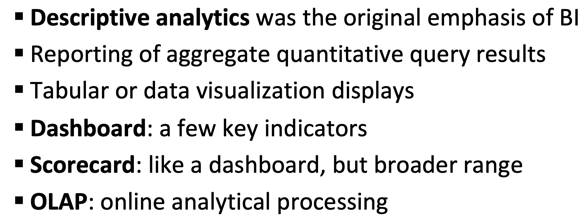 ▪ Descriptive analytics was the original emphasis of BI
▪ Reporting of aggregate quantitative query results
▪ Tabular or data visualization displays
▪ Dashboard: a few key indicators
▪ Scorecard: like a dashboard, but broader range
▪ OLAP: online analytical processing